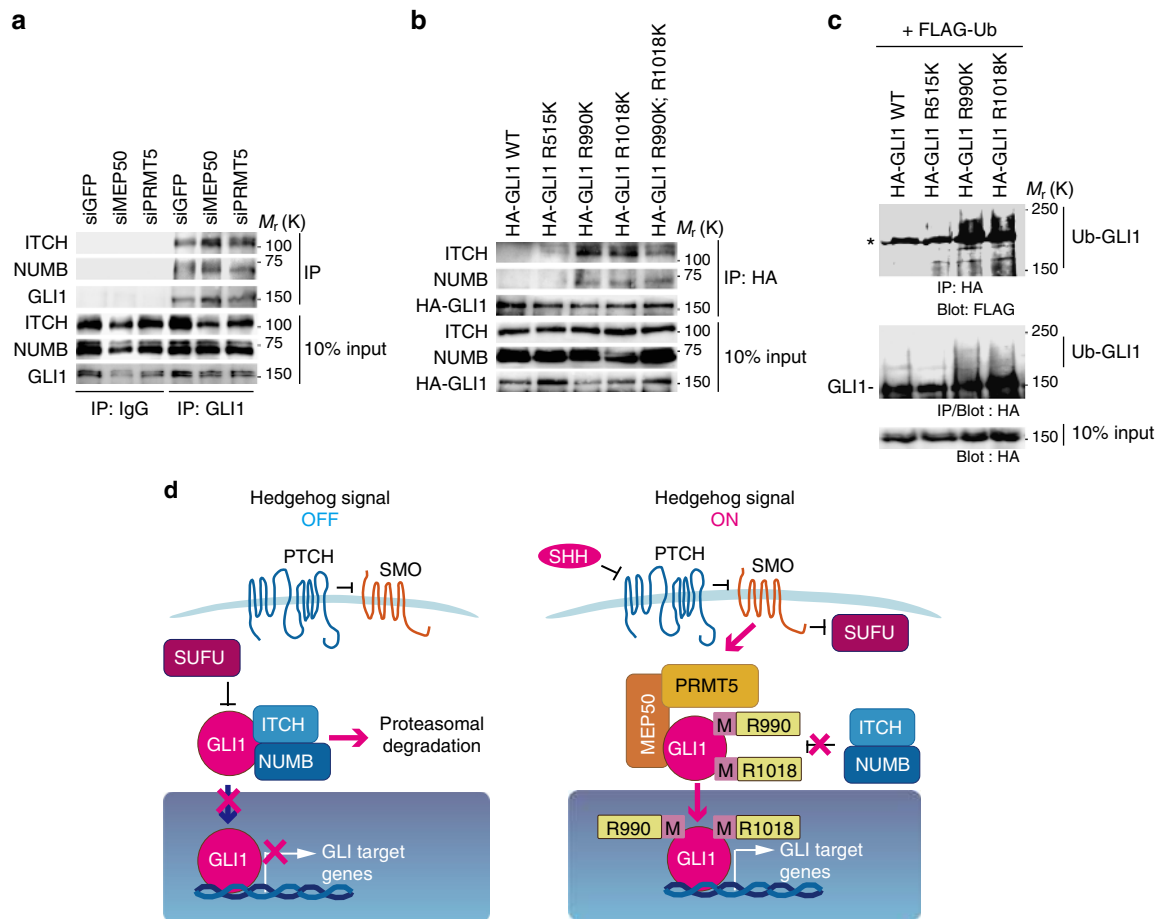 a
siGFP
siMEP50
siPRMT5
siGFP
siMEP50
siPRMT5
Mr (K)
ITCH
100
NUMB
75
GLI1
150
IP
ITCH
100
NUMB
75
GLI1
150
10% input
IP: IgG
IP: GLI1
b
HA-GLI1 WT
HA-GLI1 R515K
HA-GLI1 R990K
HA-GLI1 R1018K
HA-GLI1 R990K; R1018K
Mr (K)
ITCH
100
NUMB
75
HA-GLI1
150
IP: HA
ITCH
100
NUMB
75
HA-GLI1
150
10% input
c
+ FLAG-Ub
HA-GLI1 WT
HA-GLI1 R515K
HA-GLI1 R990K
HA-GLI1 R1018K
Mr (K)
250
*
Ub-GLI1
150
IP: HA
Blot: FLAG
250
Ub-GLI1
GLI1-
150
IP/Blot : HA
150
10% input
Blot : HA
d
Hedgehog signal
OFF
PTCH
SMO
SUFU
GLI1
ITCH
NUMB
Proteasomal
degradation
GLI1
GLI target
genes
Hedgehog signal
ON
SHH
PTCH
SMO
SUFU
PRMT5
MEP50
GLI1
M R990
M R1018
ITCH
NUMB
R990 M
M R1018
GLI1
GLI target
genes